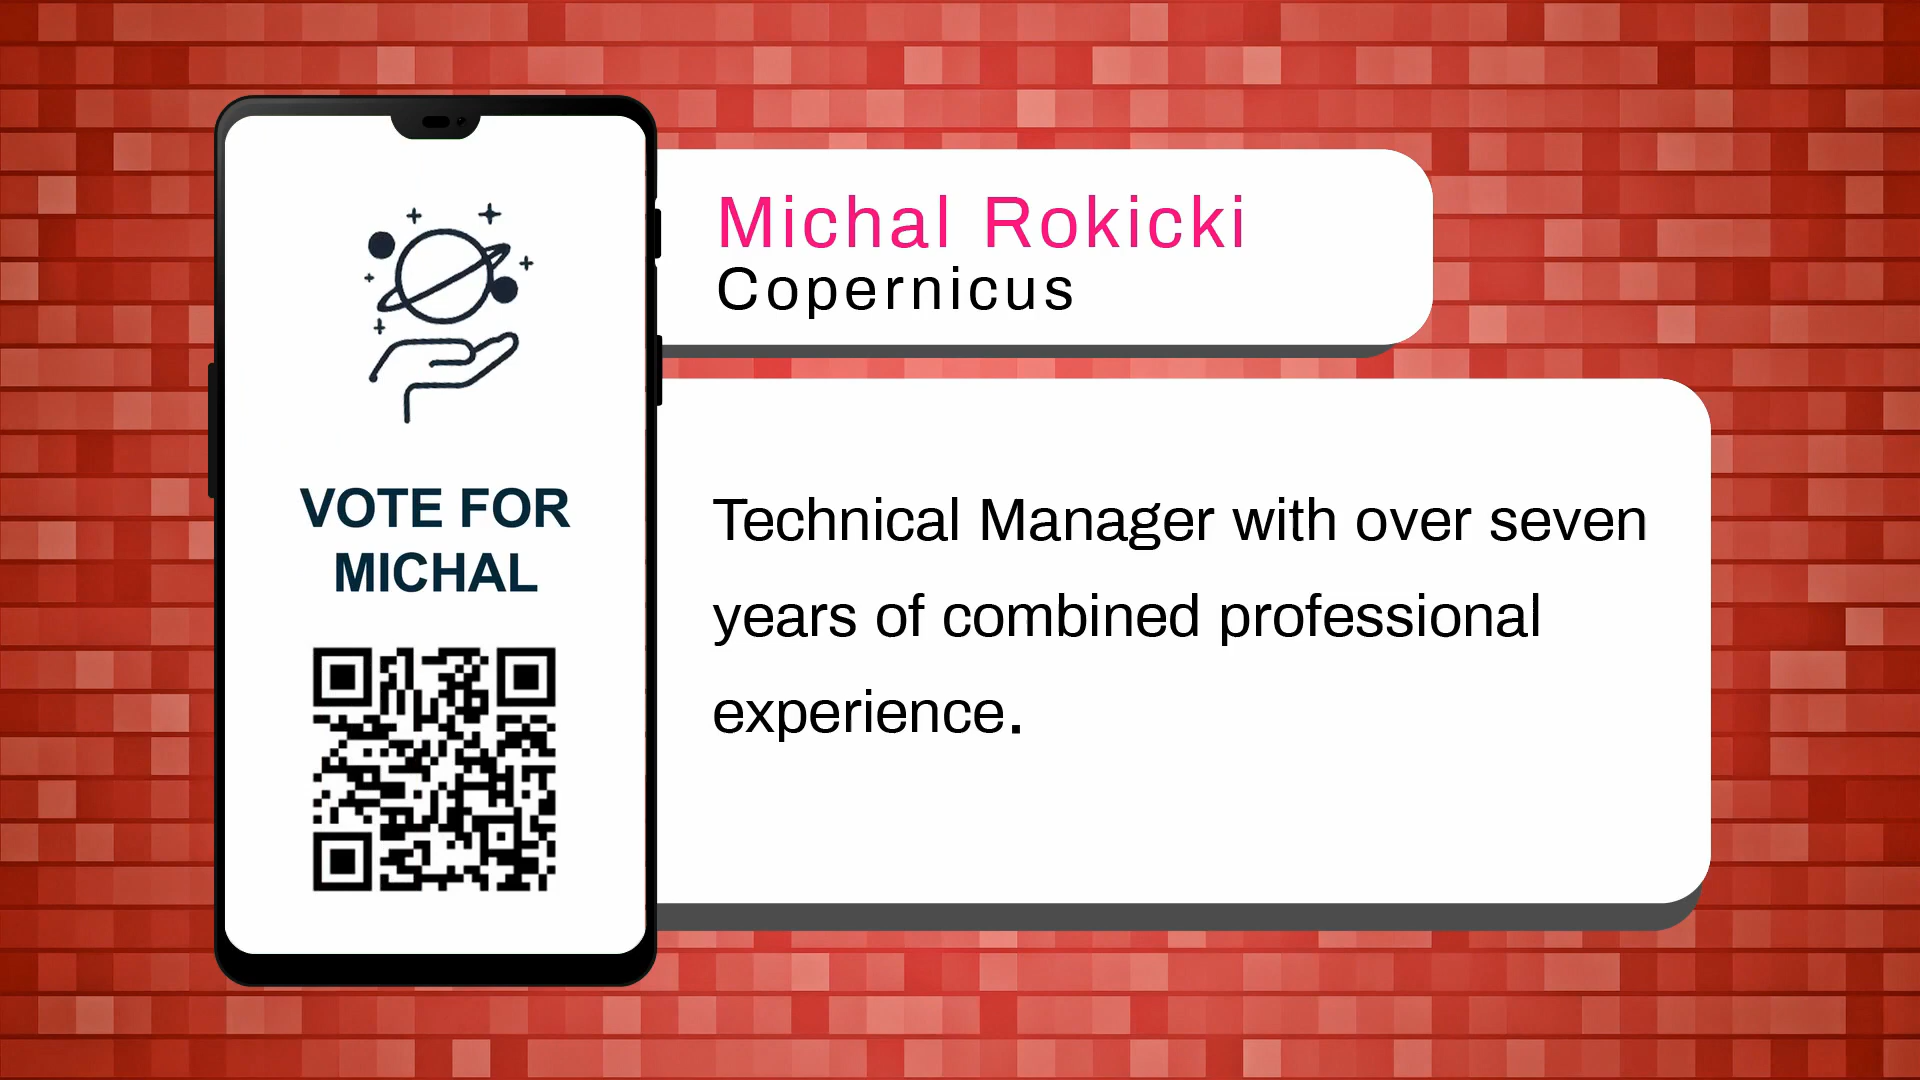 VOTE FOR
MICHAL
Michal Rokicki
Copernicus
Technical Manager with over seven
years of combined professional
experience.